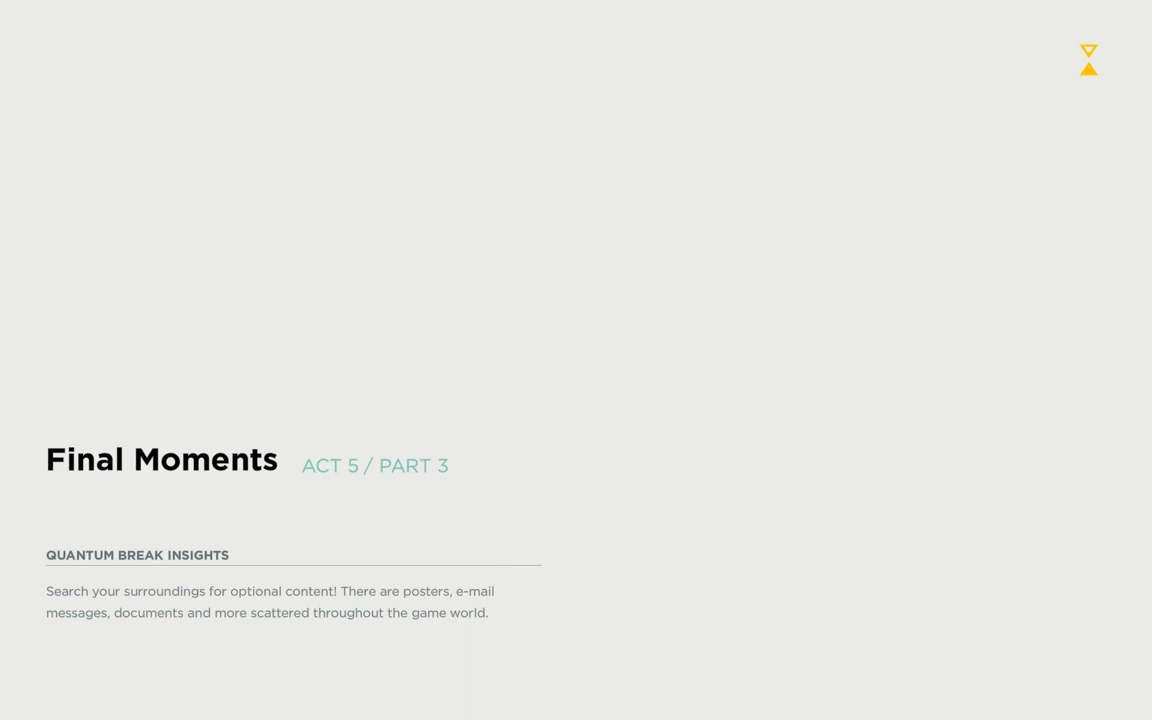 Final Moments ACT 5 / PART 3
QUANTUM BREAK INSIGHTS
Search your surroundings for optional content! There are posters, e-mail
messages, documents and more scattered throughout the game world.